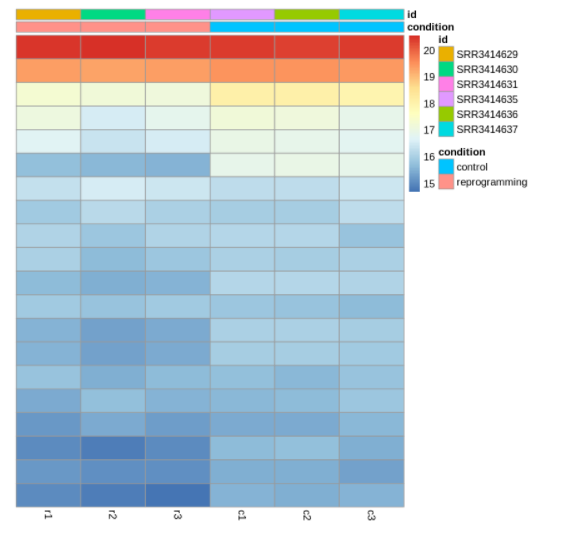 id
condition
id
SRR3414629
SRR3414630
SRR3414631
SRR3414635
SRR3414636
SRR3414637
condition
control
reprogramming
20
19
18
17
16
15
r1
r2
r3
c1
c2
c3